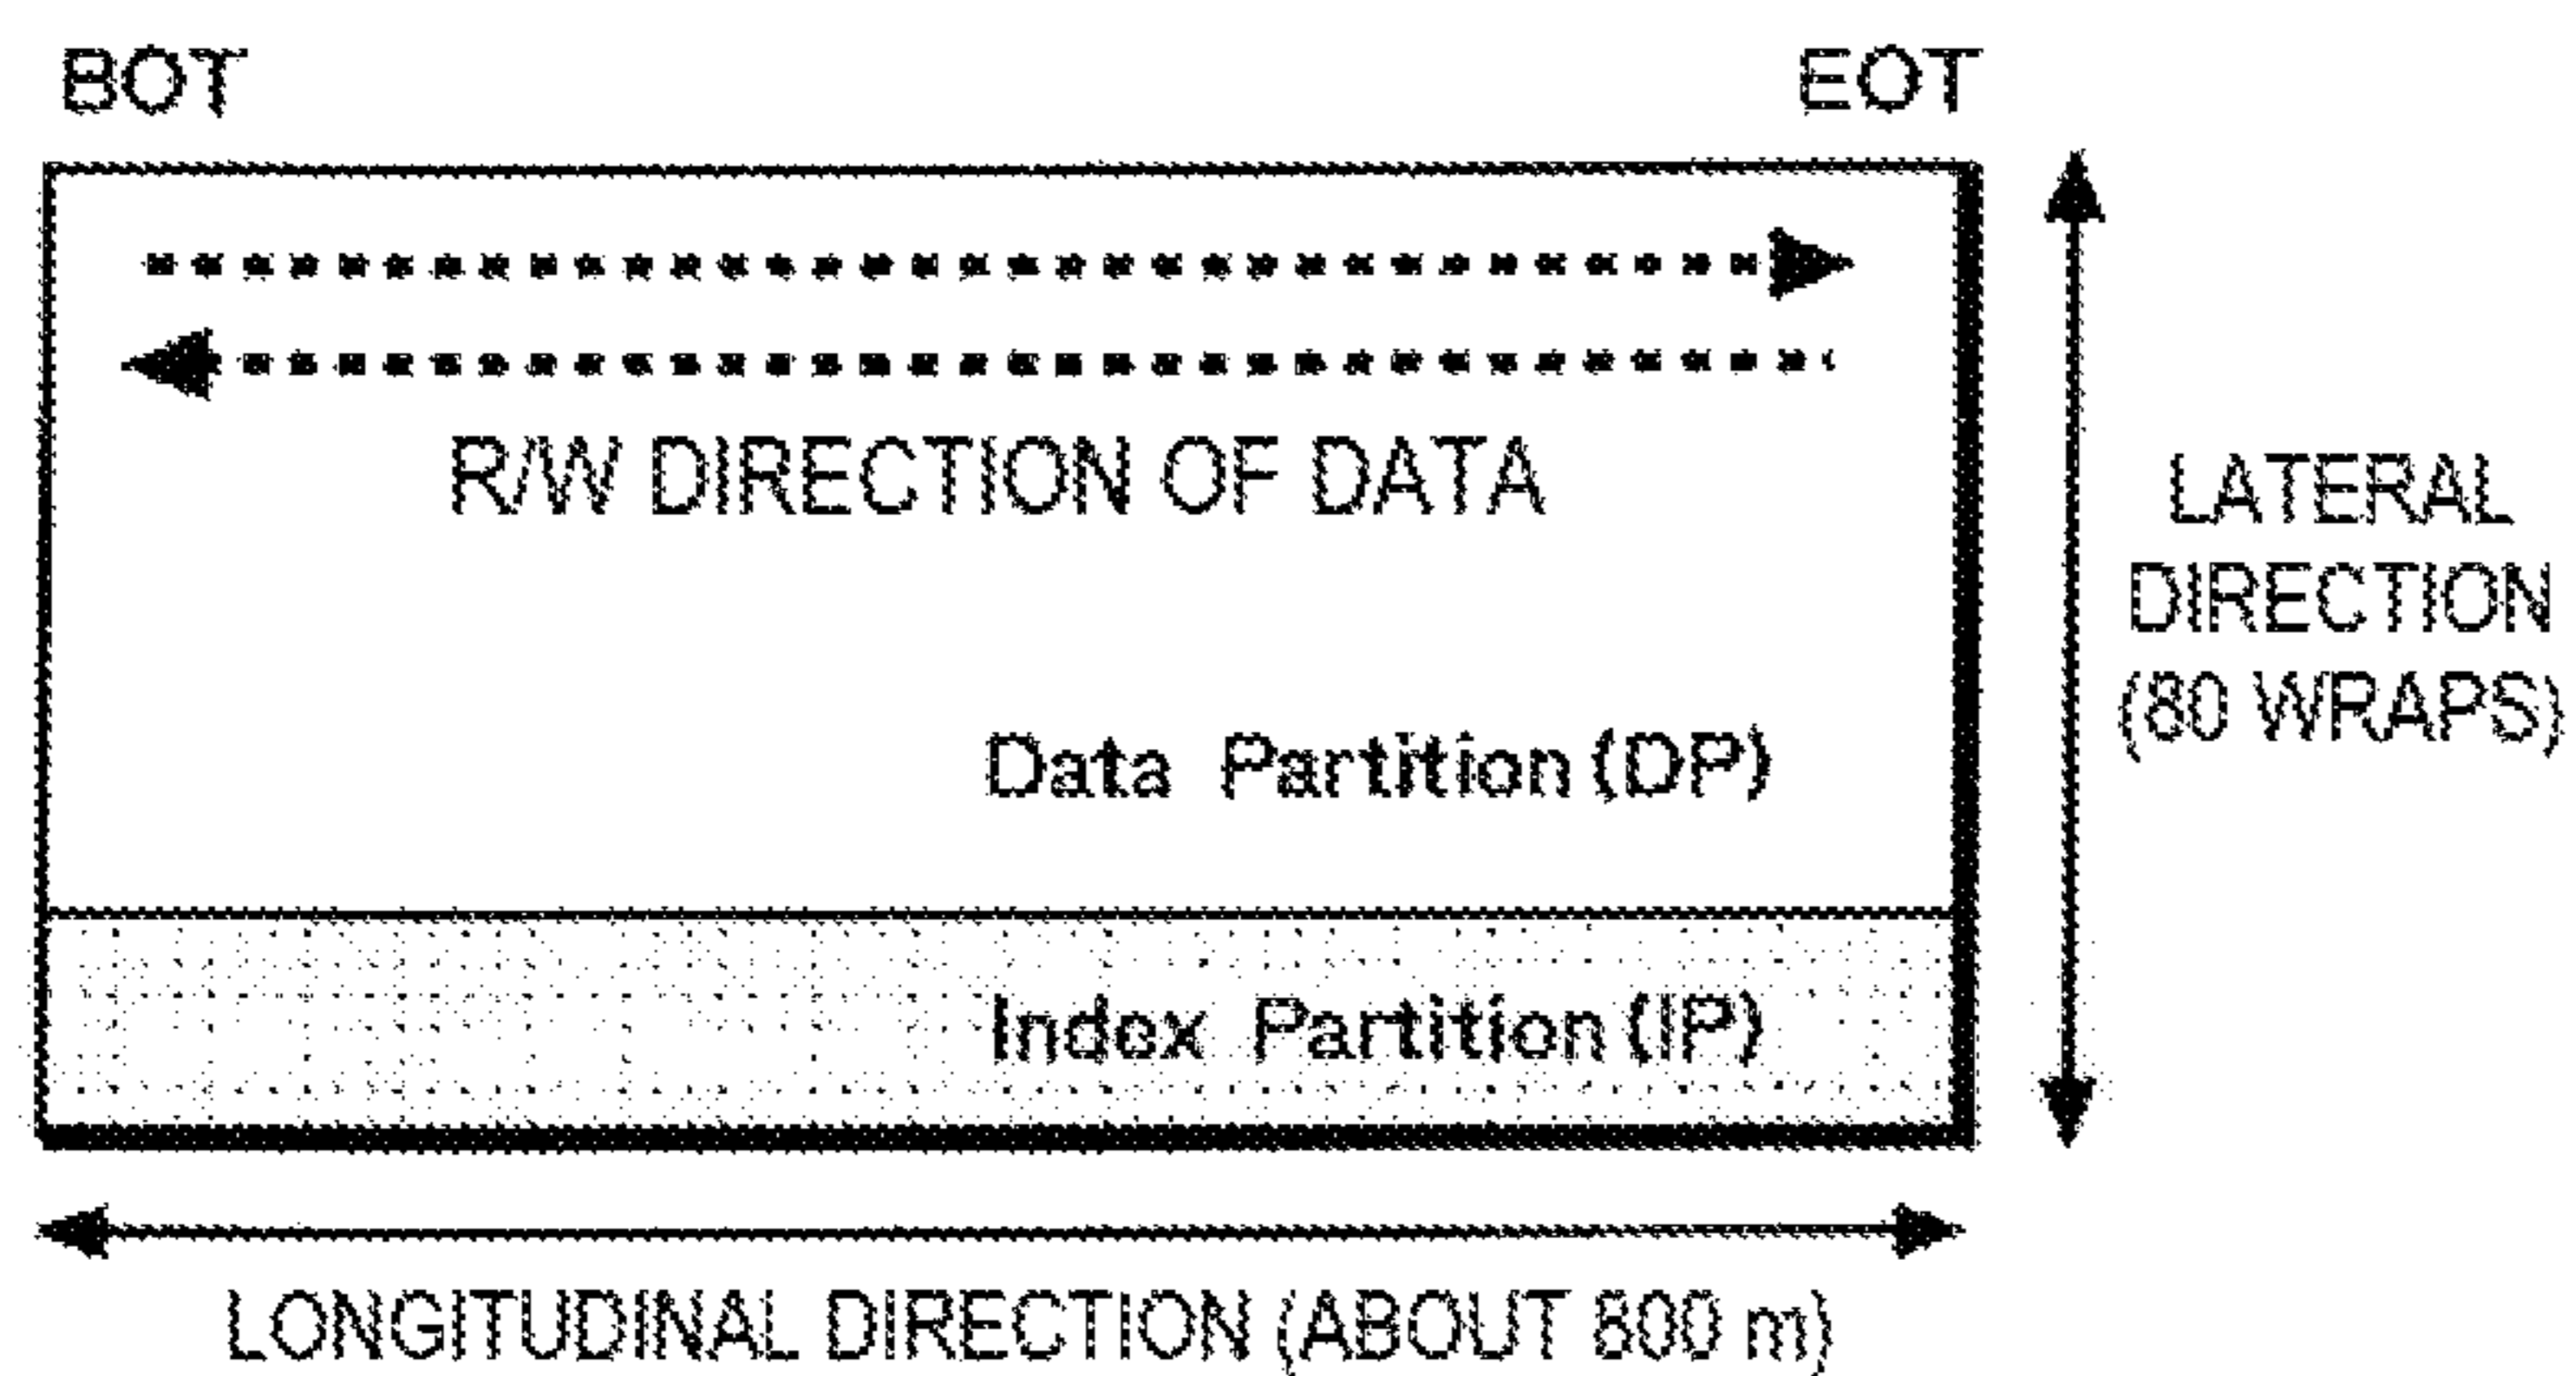 BOT EOT
R/W DIRECTION OF DATA
LATERAL
DIRECTION
(80 WRAPS)
Data Partition (DP)
Index Partition (IP)
LONGITUDINAL DIRECTION (ABOUT 800 m)